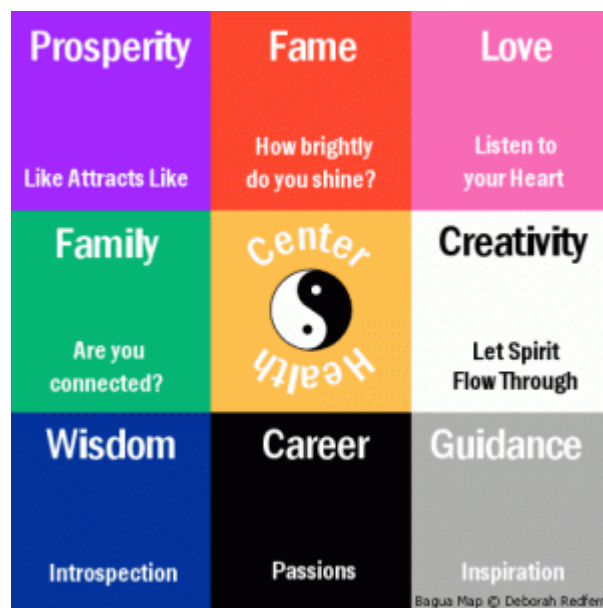 Prosperity
Like Attracts Like
Fame
How brightly
do you shine?
Love
Listen to
your Heart
Family
Are you
connected?
Center
Health
Creativity
Let Spirit
Flow Through
Wisdom
Introspection
Career
Passions
Guidance
Inspiration
Bagua Map © Deborah Redfern